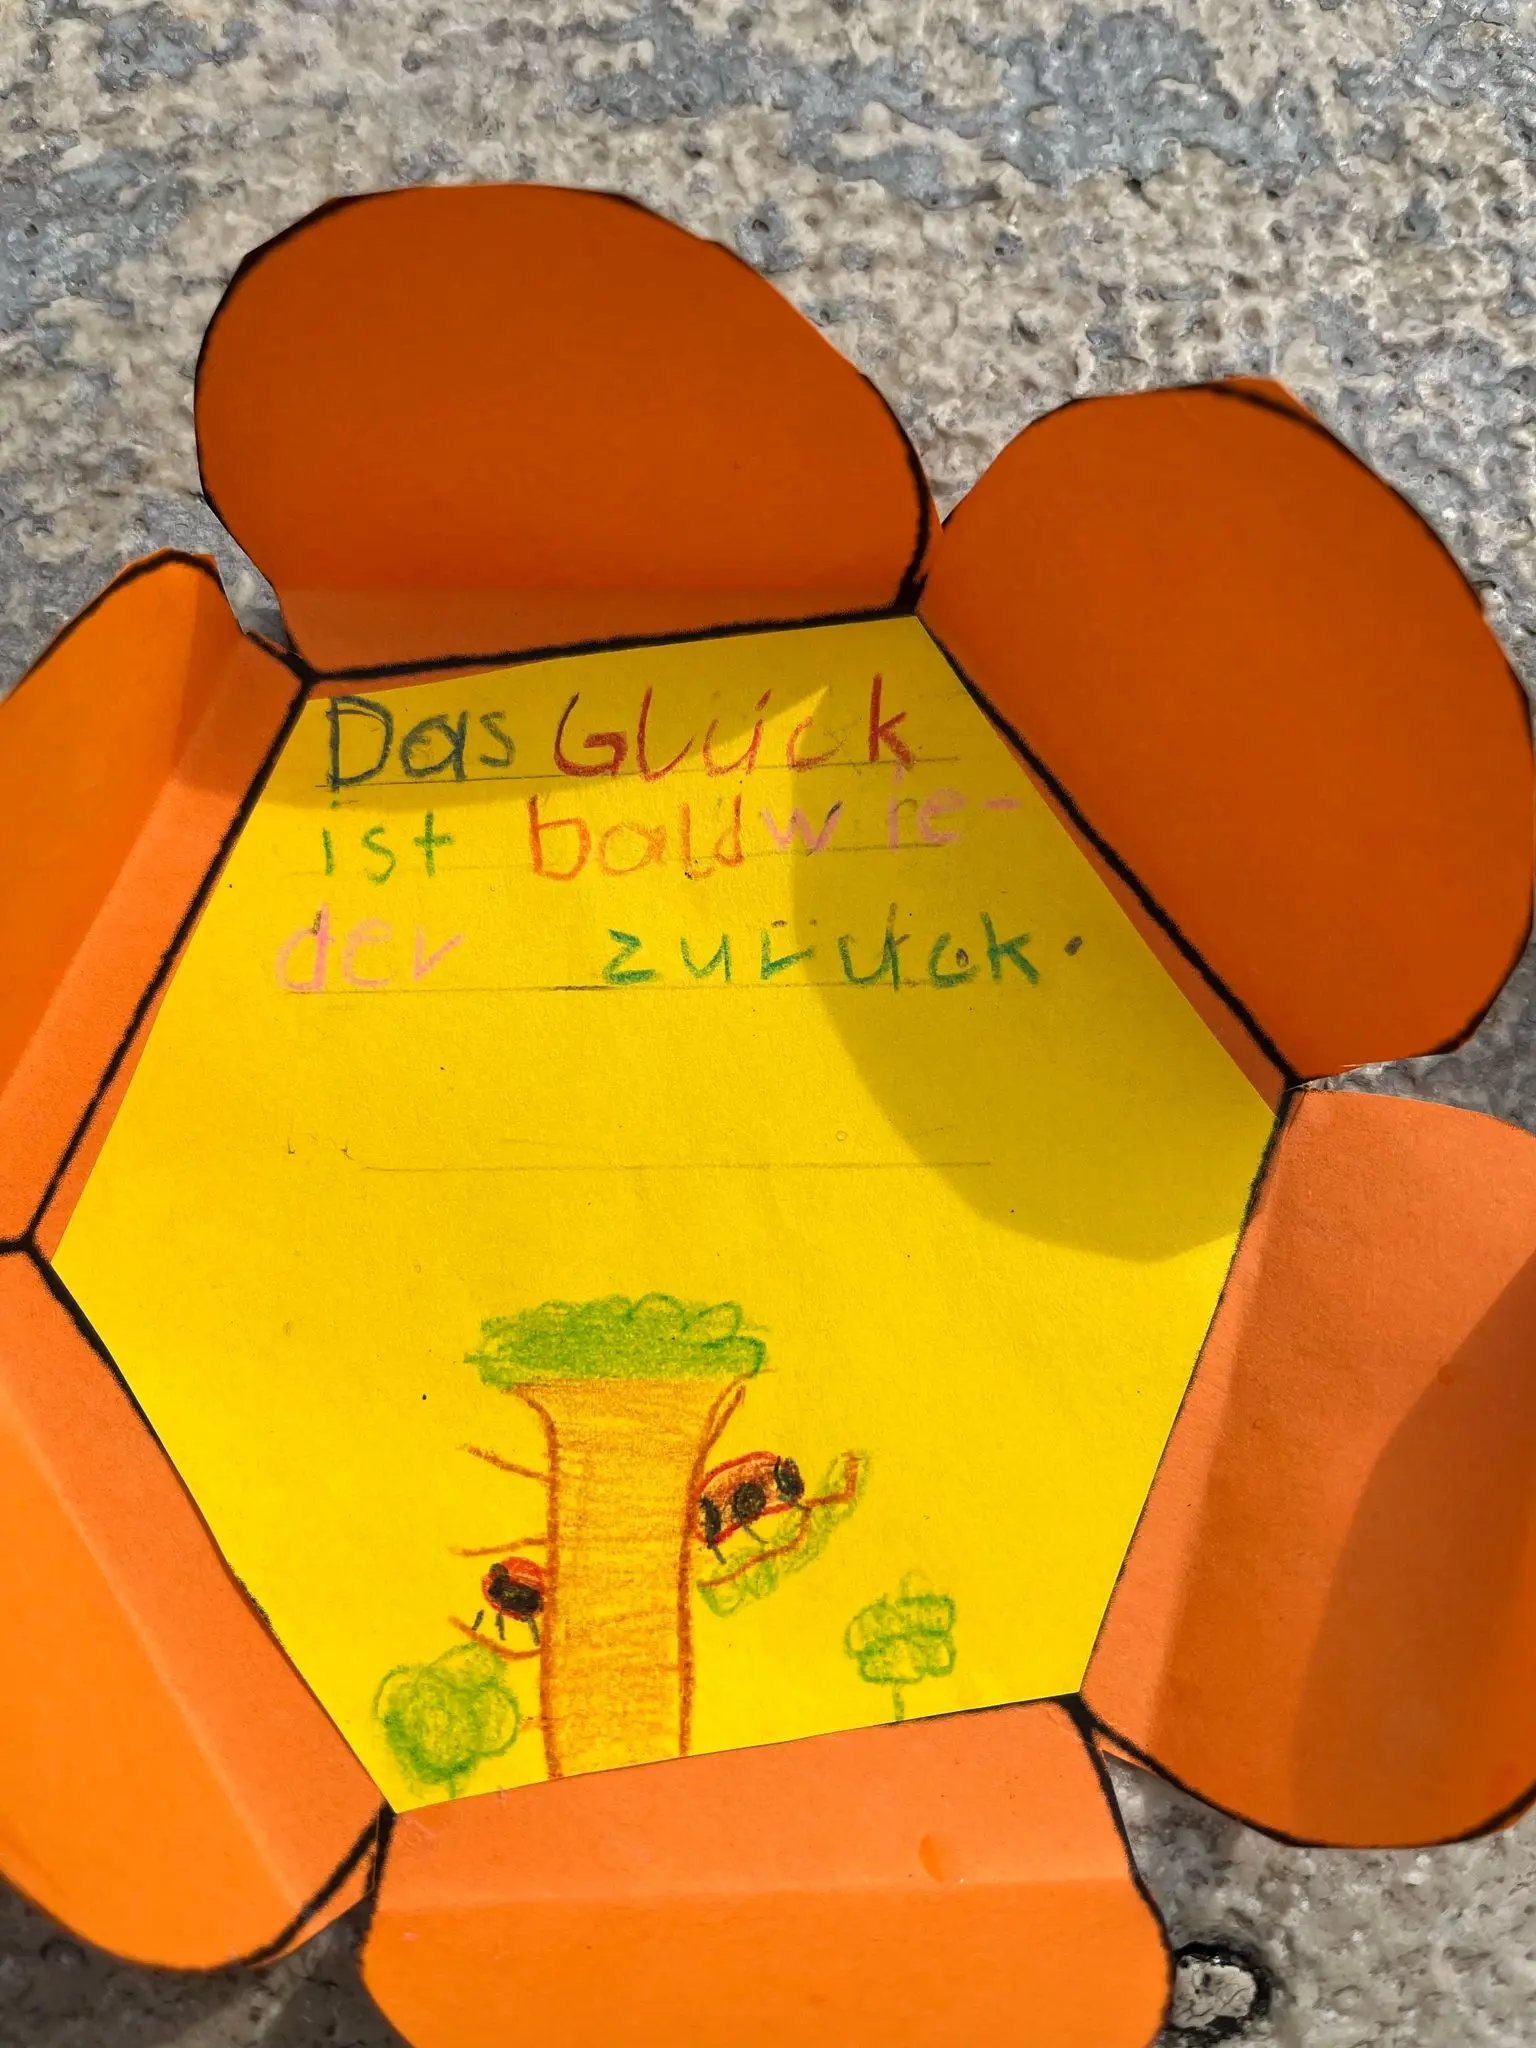 Das Glück
ist bald wie-
der zurück.